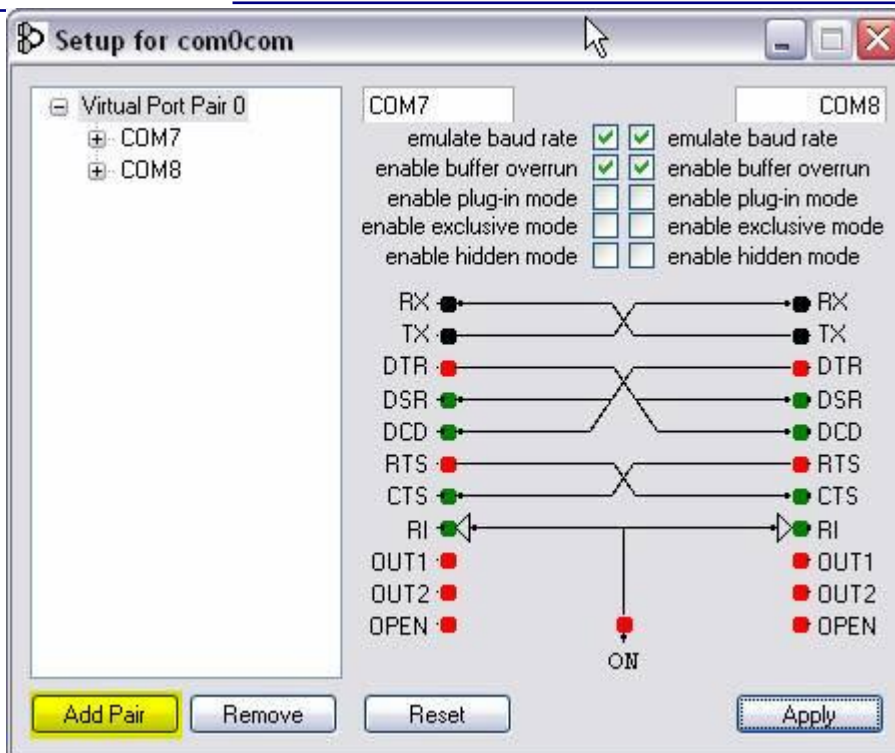 Setup for com0com
Virtual Port Pair 0
COM7
COM8
COM7 COM8
emulate baud rate emulate baud rate
enable buffer overrun enable buffer overrun
enable plug-in mode enable plug-in mode
enable exclusive mode enable exclusive mode
enable hidden mode enable hidden mode
RX RX
TX TX
DTR DTR
DSR DSR
DCD DCD
RTS RTS
CTS CTS
RI RI
OUT1 OUT1
OUT2 OUT2
OPEN OPEN
ON
Add Pair Remove Reset Apply